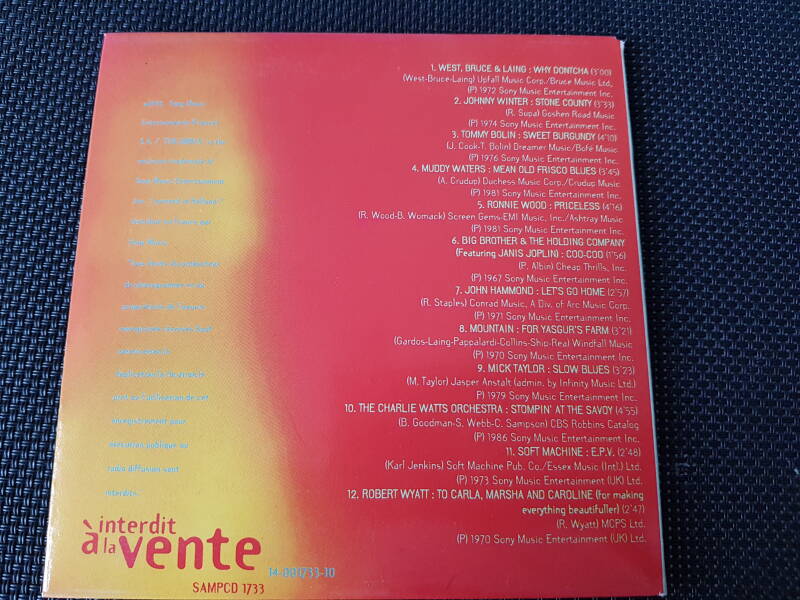 1. WEST, BRUCE & LAING : WHY DONTCHA (3'00)
(West-Bruce-Laing) Upfall Music Corp./Bruce Music Ltd,
(P) 1972 Sony Music Entertainment Inc.
2. JOHNNY WINTER : STONE COUNTY (3'33)
(R. Supa) Goshen Road Music
(P) 1974 Sony Music Entertainment Inc.
3. TOMMY BOLIN : SWEET BURGUNDY (4'10)
(J. Cook-T. Bolin) Dreamer Music/Bofé Music
(P) 1976 Sony Music Entertainment Inc.
4. MUDDY WATERS : MEAN OLD FRISCO BLUES (3'45)
(A. Crudup) Duchess Music Corp./Crudup Music
(P) 1981 Sony Music Entertainment Inc.
5. RONNIE WOOD : PRICELESS (4'16)
(R. Wood-B. Womack) Screen Gems-EMI Music, Inc./Ashtray Music
(P) 1981 Sony Music Entertainment Inc.
6. BIG BROTHER & THE HOLDING COMPANY
(Featuring JANIS JOPLIN) : COO-COO (1'56)
(P. Albin) Cheap Thrills, Inc.
(P) 1967 Sony Music Entertainment Inc.
7. JOHN HAMMOND : LET'S GO HOME (2'57)
(R. Staples) Conrad Music, A Div. of Arc Music Corp.
(P) 1971 Sony Music Entertainment Inc.
8. MOUNTAIN : FOR YASGUR'S FARM (3'21)
(Gardos-Laing-Pappalardi-Collins-Ship-Rea) Windfall Music
(P) 1970 Sony Music Entertainment Inc.
9. MICK TAYLOR : SLOW BLUES (3'23)
(M. Taylor) Jasper Anstalt (admin. by Infinity Music Ltd.)
(P) 1979 Sony Music Entertainment Inc.
10. THE CHARLIE WATTS ORCHESTRA : STOMPIN' AT THE SAVOY (4'55)
(B. Goodman-S. Webb-C. Sampson) CBS Robbins Catalog
(P) 1986 Sony Music Entertainment Inc.
11. SOFT MACHINE : E.P.V. (2'48)
(Karl Jenkins) Soft Machine Pub. Co./Essex Music (Int'.) Ltd.
(P) 1973 Sony Music Entertainment (UK) Ltd.
12. ROBERT WYATT : TO CARLA, MARSHA AND CAROLINE (for making
everything beautifuller) (2'47)
(R. Wyatt) MCPS Ltd.
(P) 1970 Sony Music Entertainment (UK) Ltd.
enregistrement pour
exécution publique ou
radio diffusion sont
interdits.
interdit
à la vente
14-001733-10
SAMPCD 1733